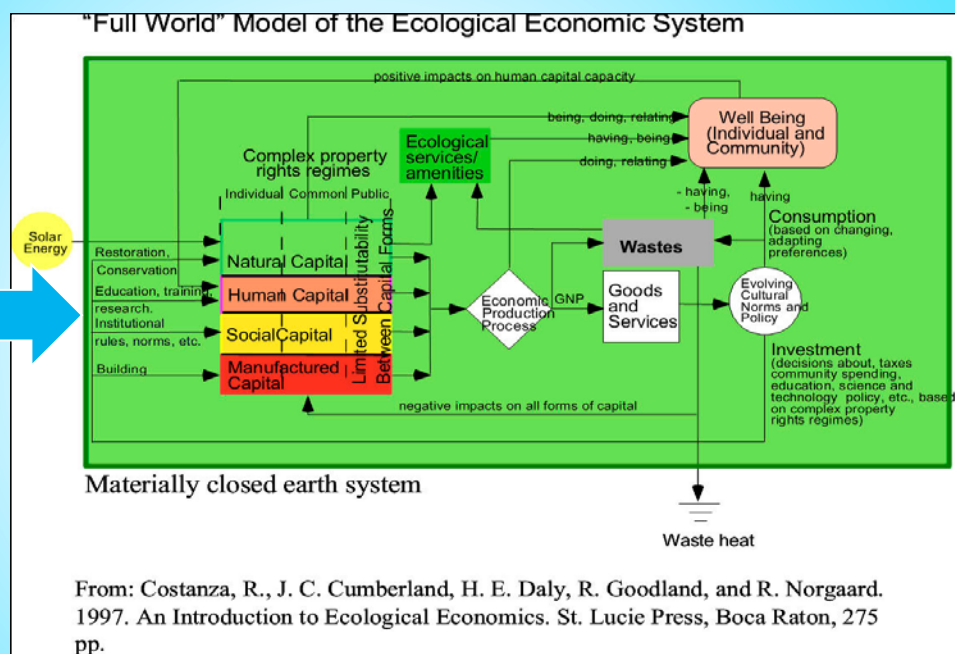 "Full World" Model of the Ecological Economic System
positive impacts on human capital capacity
being, doing, relating
having, being
doing, relating
Well Being
(Individual and
Community)
Ecological
services/
amenities
Complex property
rights regimes
Individual Common Public
- having,
- being
having
Consumption
(based on changing,
adapting
preferences)
Solar
Energy
Restoration,
Conservation
Education, training,
research.
Institutional
rules, norms, etc.
Building
Natural Capital
Human Capital
SocialCapital
Manufactured
Capital
Limited Substitutability
Between Capital Forms
Economic
Production
Process
GNP
Wastes
Goods
and
Services
Evolving
Cultural
Norms and
Policy
Investment
(decisions about, taxes
community spending,
education, science and
technology policy, etc., based
on complex property
rights regimes)
negative impacts on all forms of capital
Materially closed earth system
Waste heat
From: Costanza, R., J. C. Cumberland, H. E. Daly, R. Goodland, and R. Norgaard.
1997. An Introduction to Ecological Economics. St. Lucie Press, Boca Raton, 275
pp.